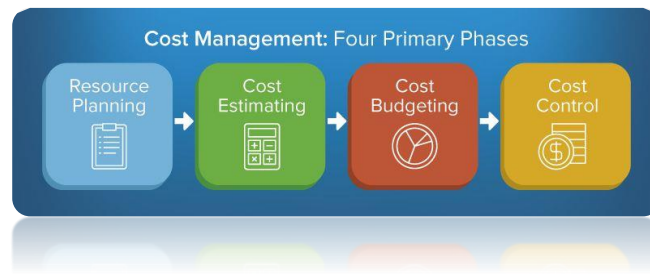 Cost Management: Four Primary Phases
Resource
Planning
Cost
Estimating
Cost
Budgeting
Cost
Control